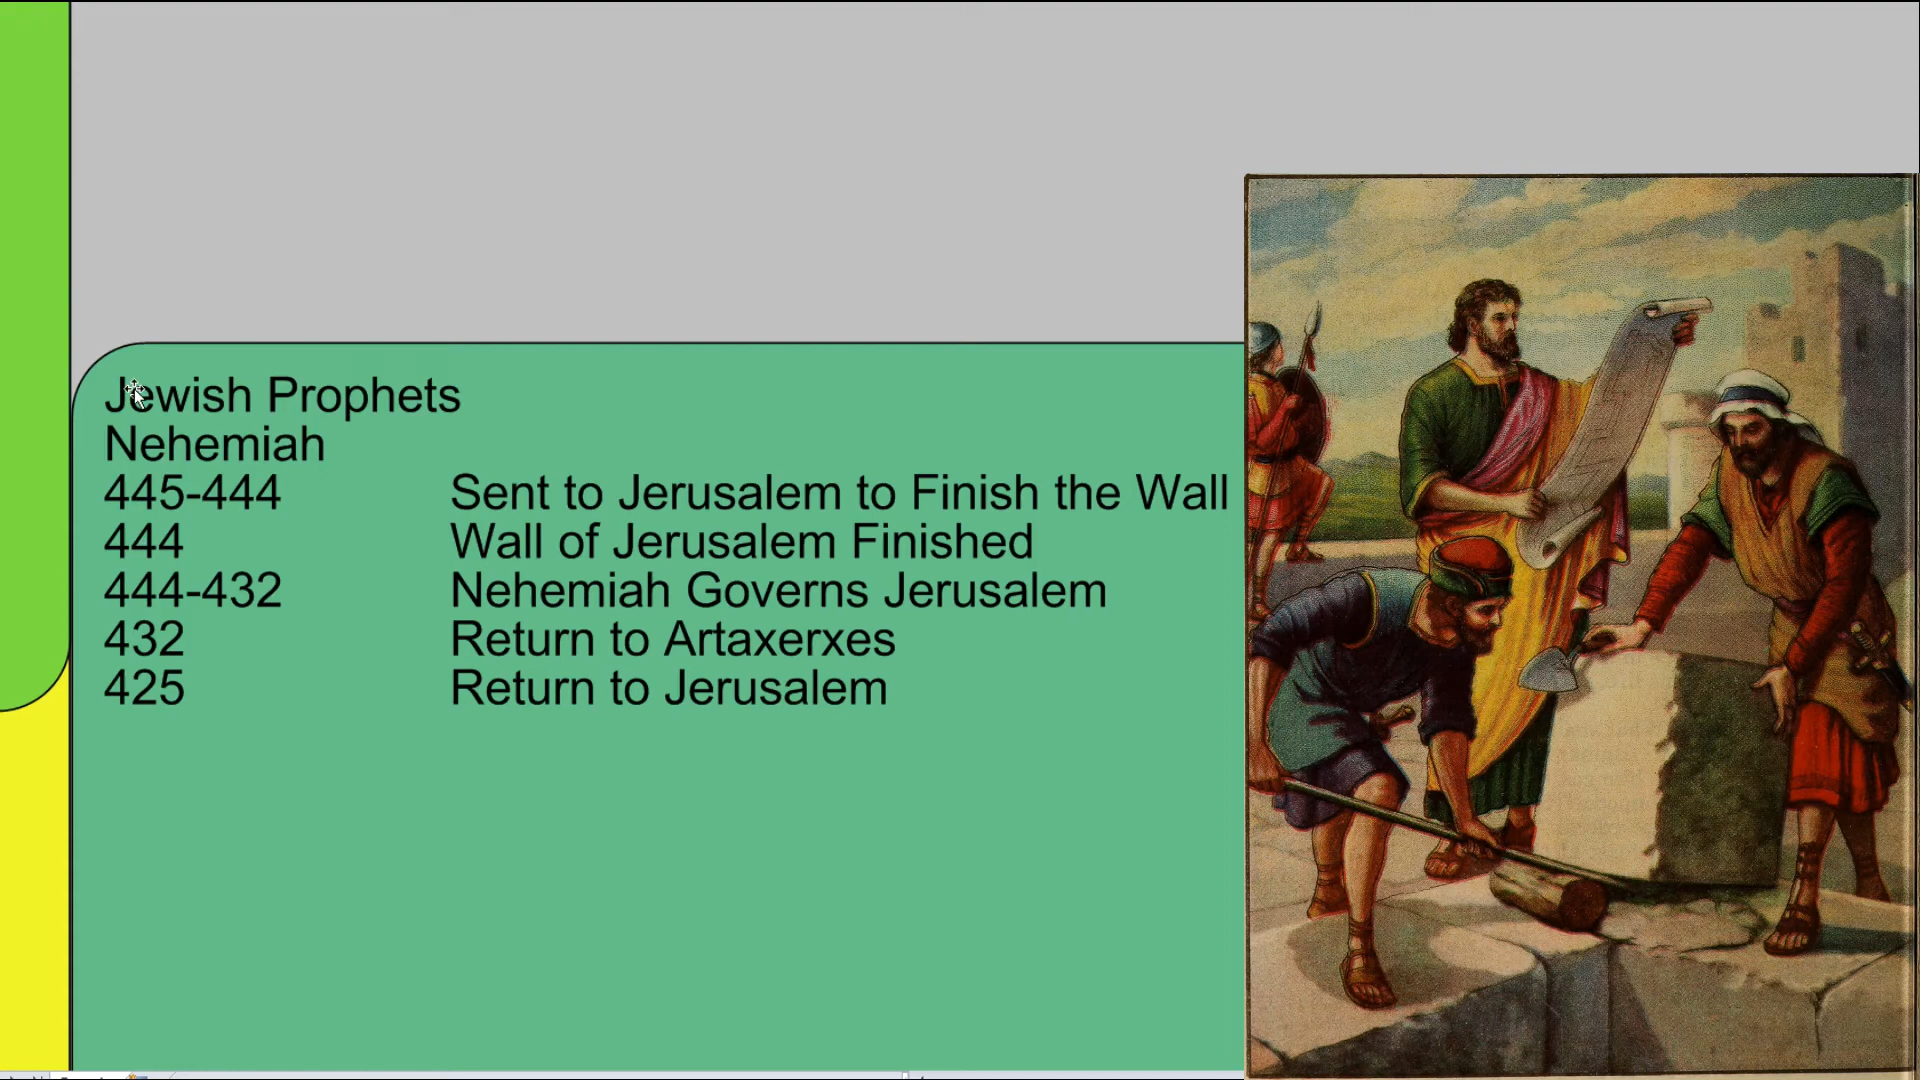 Jewish Prophets
Nehemiah
445-444 Sent to Jerusalem to Finish the Wall
444 Wall of Jerusalem Finished
444-432 Nehemiah Governs Jerusalem
432 Return to Artaxerxes
425 Return to Jerusalem